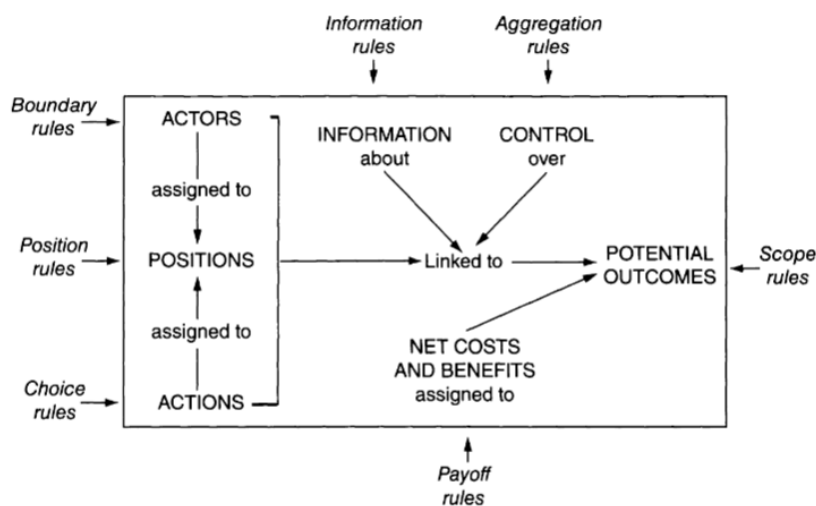 Information
rules
Aggregation
rules
Boundary
rules
ACTORS
INFORMATION
about
CONTROL
over
assigned to
Position
rules
POSITIONS
Linked to
POTENTIAL
OUTCOMES
Scope
rules
assigned to
NET COSTS
AND BENEFITS
assigned to
Choice
rules
ACTIONS
Payoff
rules